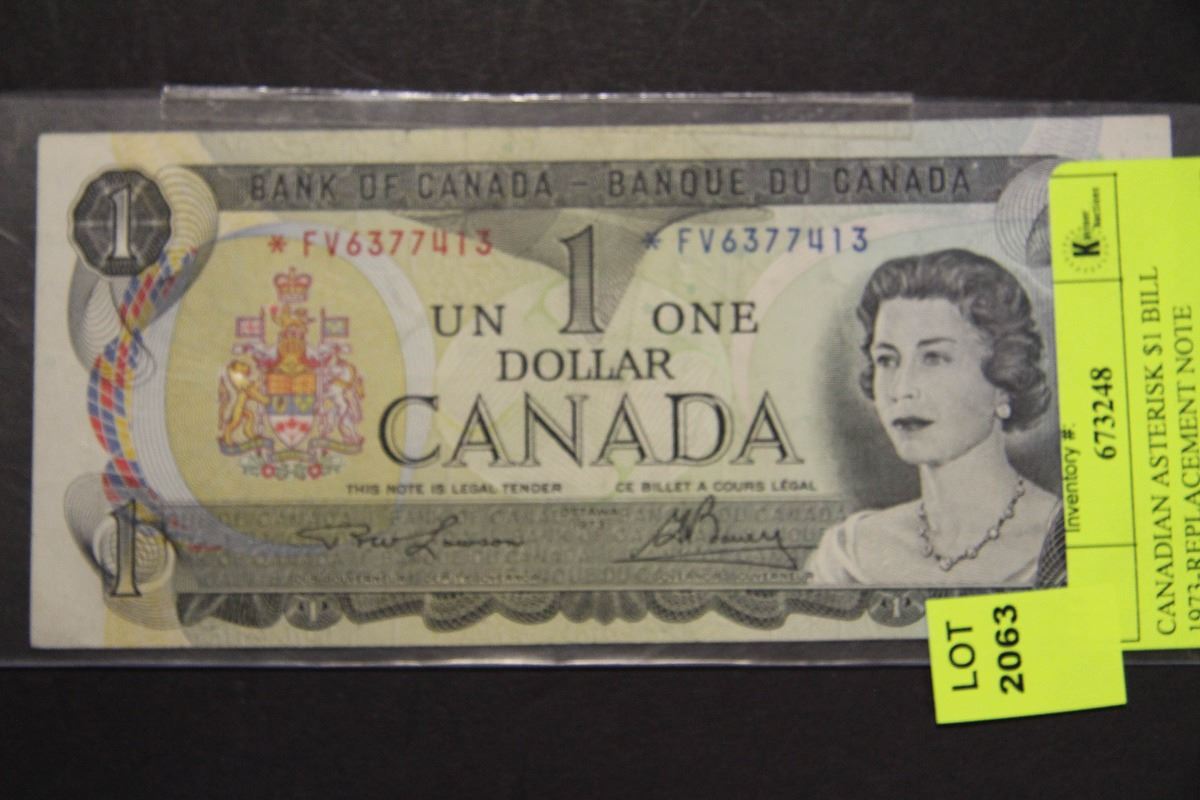 BANK OF CANADA – BANQUE DU CANADA
1
*FV6377413
1
*FV6377413
UN ONE
DOLLAR
CANADA
THIS NOTE IS LEGAL TENDER
CE BILLET A COURS LÉGAL
OTTAWA
1973
1
1
1
Inventory #:
673248
CANADIAN ASTERISK $1 BILL
1973 REPLACEMENT NOTE
LOT
2063